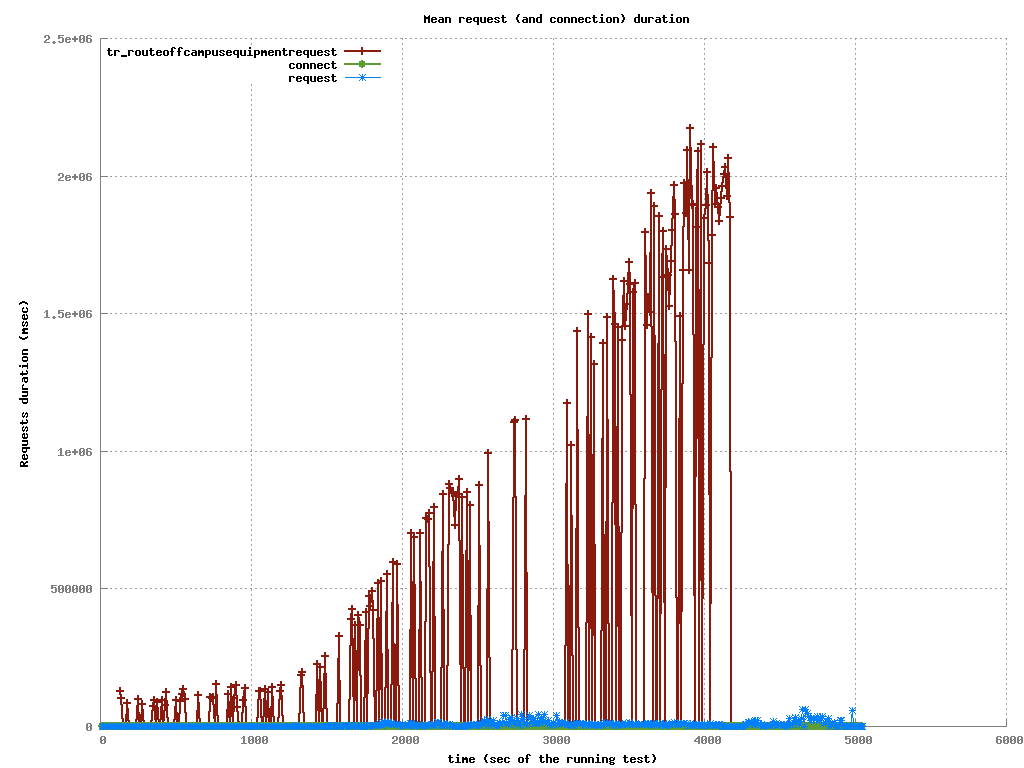 Mean request (and connection) duration
2.5e+06
tr_routeoffcampusequipmentrequest
connect
request
2e+06
1.5e+06
1e+06
500000
0
0 1000 2000 3000 4000 5000 6000
Requests duration (msec)
time (sec of the running test)